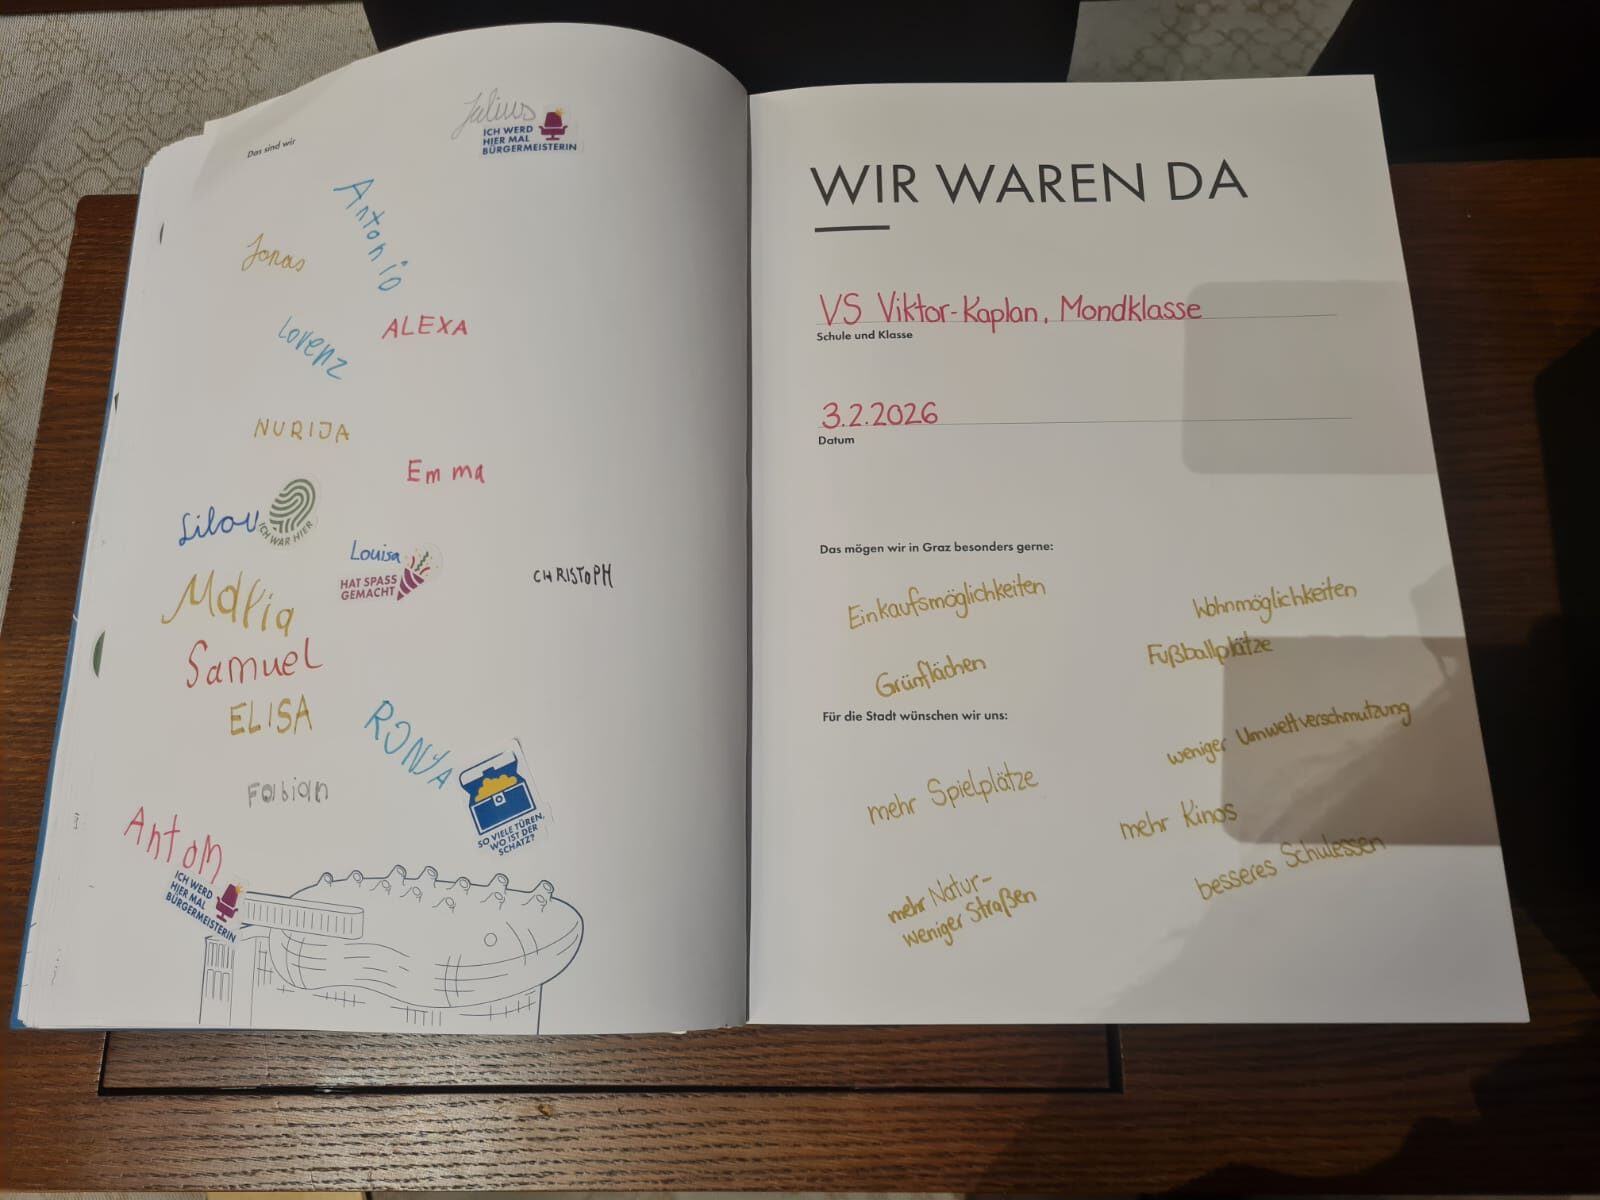 Das sind wir
Julius
ICH WERD
HIER MAL
BÜRGERMEISTERIN
Antonio
Jonas
Lorenz
ALEXA
NURIJA
Emma
Lilou
ICH WAR HIER
Louisa
HAT SPASS
GEMACHT
CHRISTOPH
Maria
Samuel
ELISA
RONYA
Fabian
SO VIELE TÜREN,
WO IST DER
SCHATZ?
Anton
ICH WERD
HIER MAL
BÜRGERMEISTERIN
WIR WAREN DA
VS Viktor-Kaplan, Mondklasse
Schule und Klasse
3.2.2026
Datum
Das mögen wir in Graz besonders gerne:
Einkaufsmöglichkeiten
Wohnmöglichkeiten
Fußballplätze
Grünflächen
Für die Stadt wünschen wir uns:
weniger Umweltverschmutzung
mehr Spielplätze
mehr Kinos
besseres Schulessen
mehr Natur-
weniger Straßen